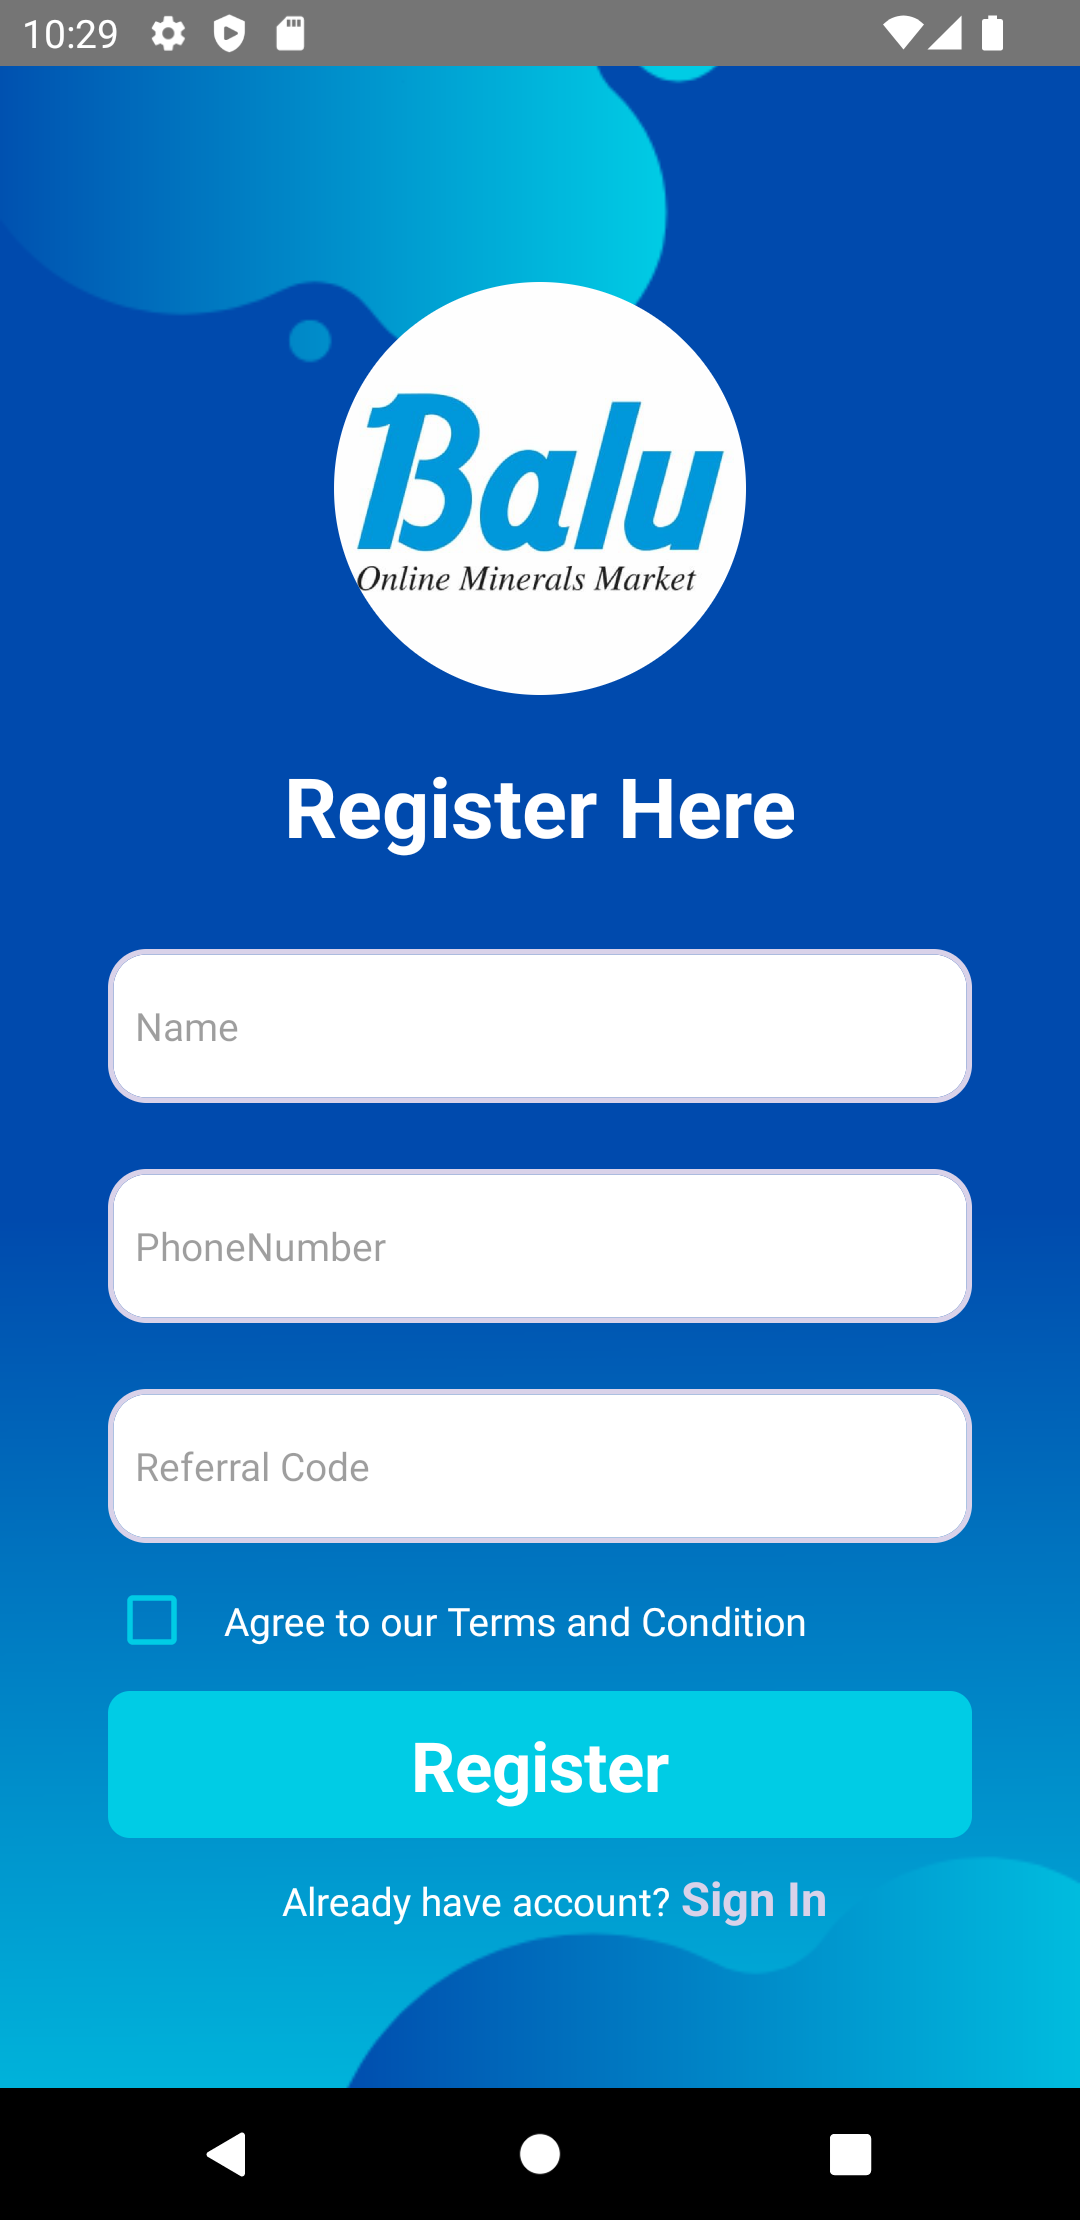 10:29
Balu
Online Minerals Market
Register Here
Name
PhoneNumber
Referral Code
Agree to our Terms and Condition
Register
Already have account? Sign In